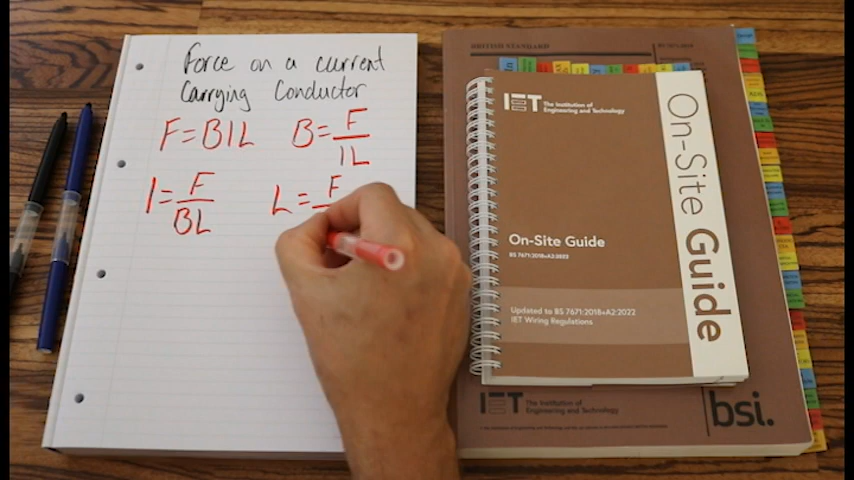 Force on a current
Carrying Conductor
F=BIL
B=F/IL
I=F/BL
L=F
BRITISH STANDARD
IET The Institution of
Engineering and Technology
On-Site Guide
BS 7671:2018+A2:2022
Updated to BS 7671:2018+A2:2022
IET Wiring Regulations
On-Site Guide
IET The Institution of
Engineering and Technology
bsi.